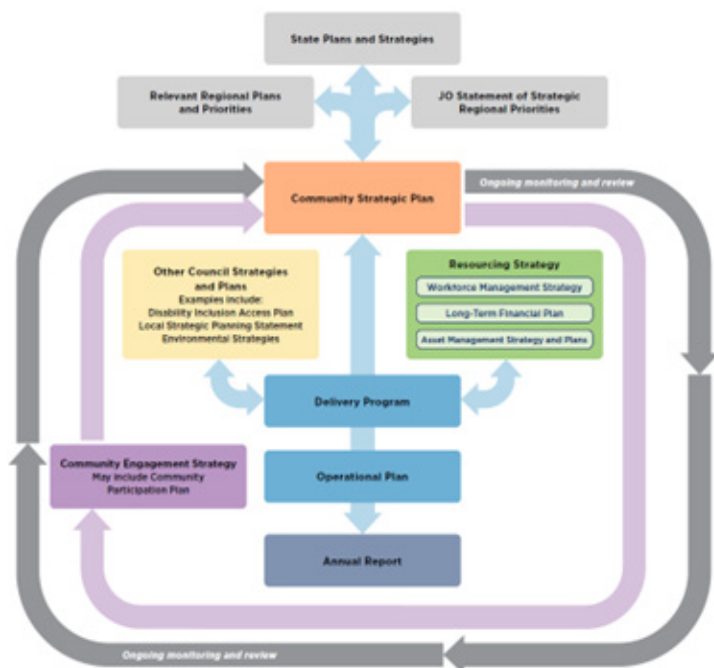 State Plans and Strategies
Relevant Regional Plans
and Priorities
JO Statement of Strategic
Regional Priorities
Community Strategic Plan
Ongoing monitoring and review
Other Council Strategies
and Plans
Examples include:
Disability Inclusion Access Plan
Local Strategic Planning Statement
Environmental Strategies
Resourcing Strategy
Workforce Management Strategy
Long-Term Financial Plan
Asset Management Strategy and Plans
Delivery Program
Community Engagement Strategy
May include Community
Participation Plan
Operational Plan
Annual Report
Ongoing monitoring and review